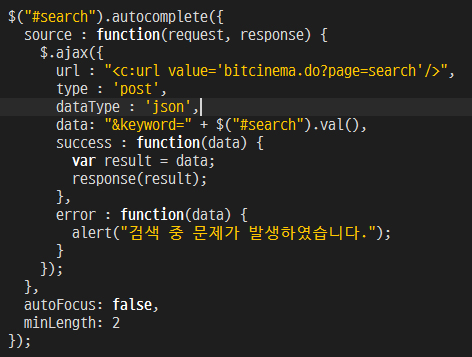 $("#search").autocomplete({
  source : function(request, response) {
    $.ajax({
      url : "<c:url value='bitcinema.do?page=search'/>",
      type : 'post',
      dataType : 'json',
      data: "&keyword=" + $("#search").val(),
      success : function(data) {
        var result = data;
        response(result);
      },
      error : function(data) {
        alert("검색 중 문제가 발생하였습니다.");
      }
    });
  },
  autoFocus: false,
  minLength: 2
});